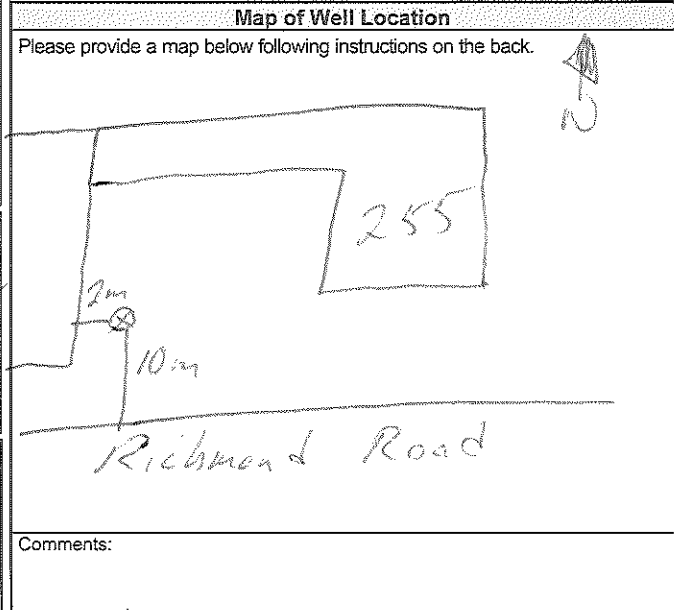 Map of Well Location
Please provide a map below following instructions on the back.
N
255
2m
10m
Richmond Road
Comments: